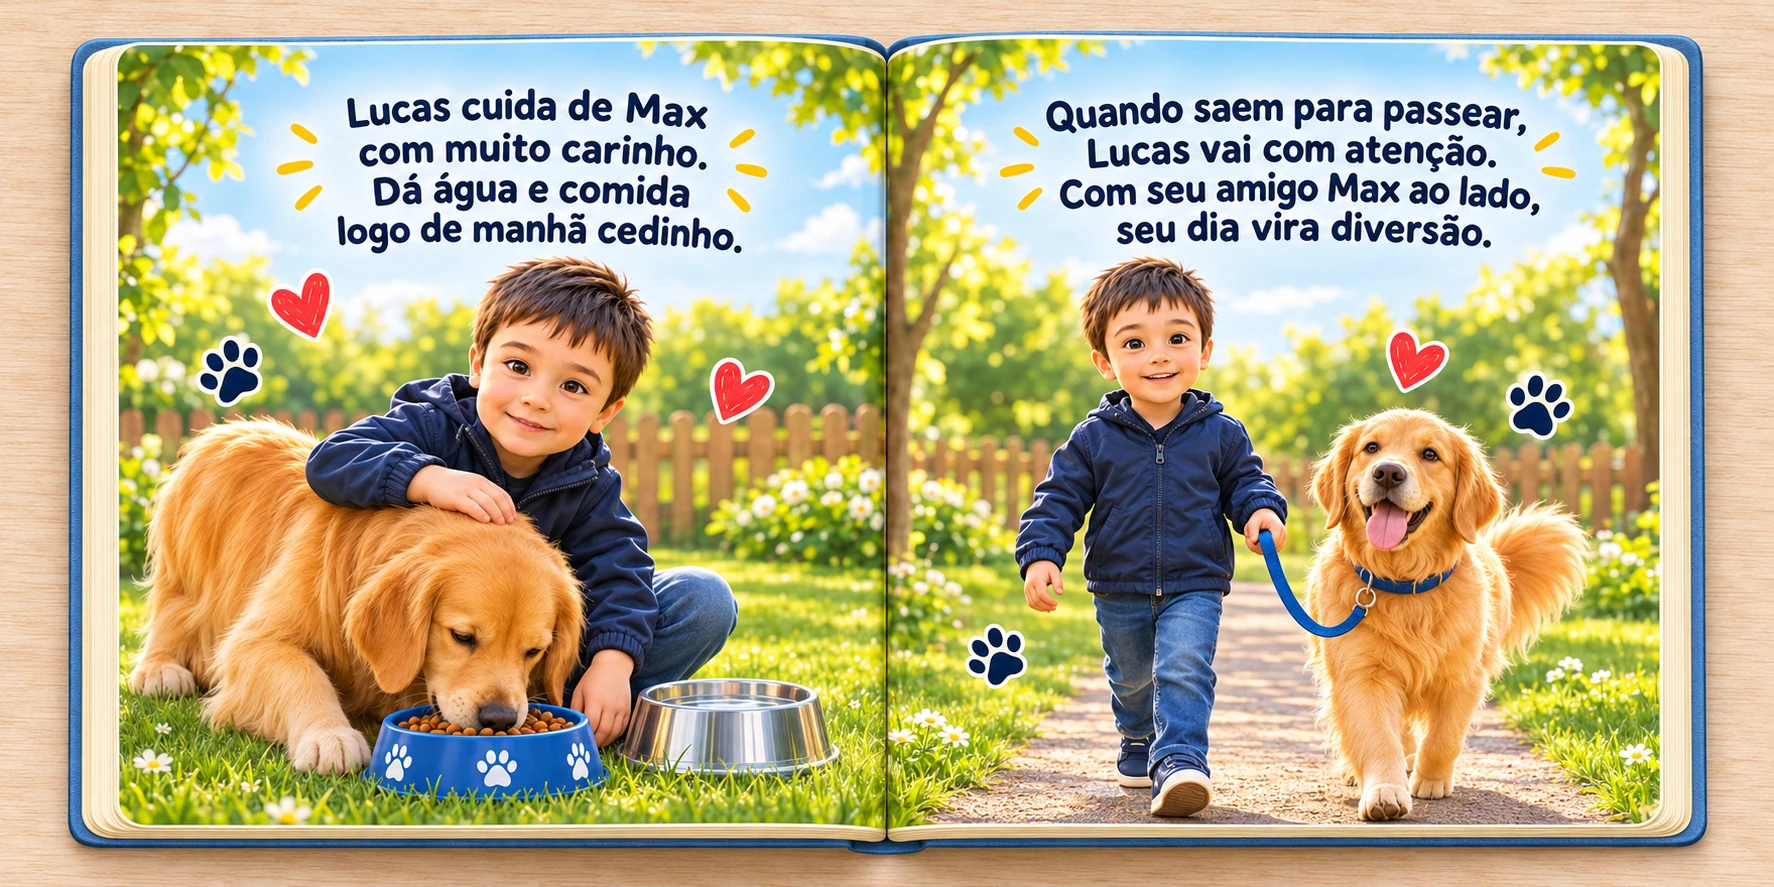 Lucas cuida de Max
com muito carinho.
Dá água e comida
logo de manhã cedinho.
Quando saem para passear,
Lucas vai com atenção.
Com seu amigo Max ao lado,
seu dia vira diversão.